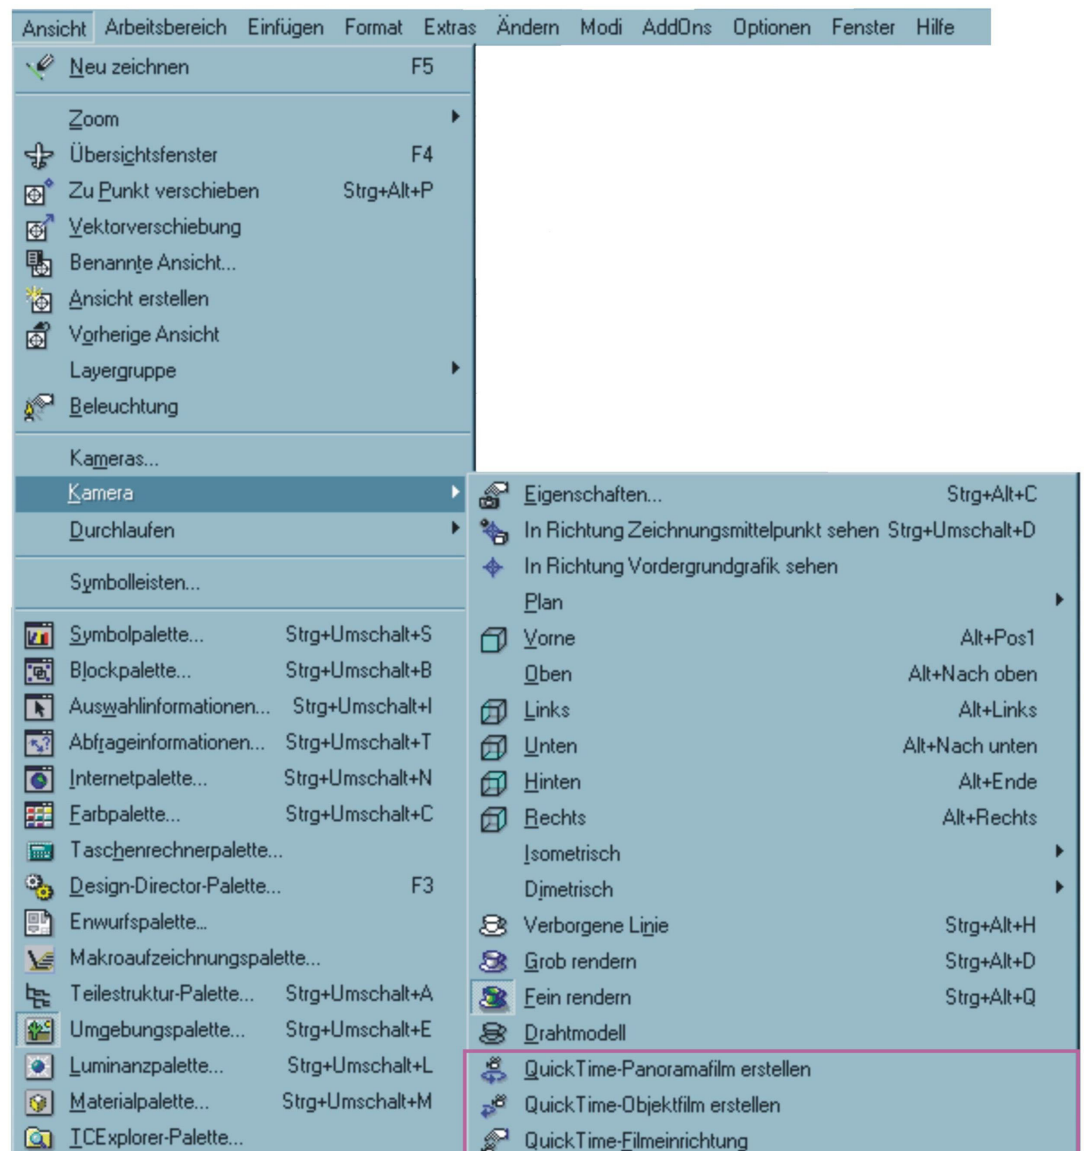 Ansicht Arbeitsbereich Einfügen Format Extras Ändern Modi AddOns Optionen Fenster Hilfe
Neu zeichnen F5
Zoom
Übersichtsfenster F4
Zu Punkt verschieben Strg+Alt+P
Vektorverschiebung
Benannte Ansicht...
Ansicht erstellen
Vorherige Ansicht
Layergruppe
Beleuchtung
Kameras...
Kamera
Durchlaufen
Symbolleisten...
Symbolpalette... Strg+Umschalt+S
Blockpalette... Strg+Umschalt+B
Auswahlinformationen... Strg+Umschalt+I
Abfrageinformationen... Strg+Umschalt+T
Internetpalette... Strg+Umschalt+N
Farbpalette... Strg+Umschalt+C
Taschenrechnerpalette...
Design-Director-Palette... F3
Enwurfspalette...
Makroaufzeichnungspalette...
Teilestruktur-Palette... Strg+Umschalt+A
Umgebungspalette... Strg+Umschalt+E
Luminanzpalette... Strg+Umschalt+L
Materialpalette... Strg+Umschalt+M
TCExplorer-Palette...
Eigenschaften... Strg+Alt+C
In Richtung Zeichnungsmittelpunkt sehen Strg+Umschalt+D
In Richtung Vordergrundgrafik sehen
Plan
Vorne Alt+Pos1
Oben Alt+Nach oben
Links Alt+Links
Unten Alt+Nach unten
Hinten Alt+Ende
Rechts Alt+Rechts
Isometrisch
Dimetrisch
Verborgene Linie Strg+Alt+H
Grob rendern Strg+Alt+D
Fein rendern Strg+Alt+Q
Drahtmodell
QuickTime-Panoramafilm erstellen
QuickTime-Objektfilm erstellen
QuickTime-Filmeinrichtung